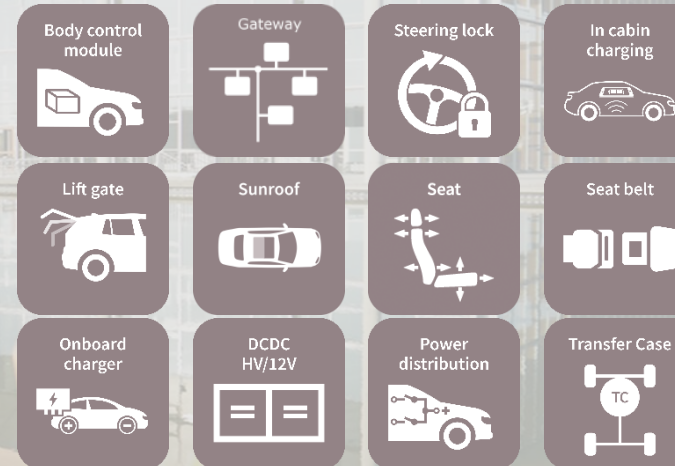 Body control
module
Gateway
Steering lock
In cabin
charging
Lift gate
Sunroof
Seat
Seat belt
Onboard
charger
DCDC
HV/12V
Power
distribution
Transfer Case
TC